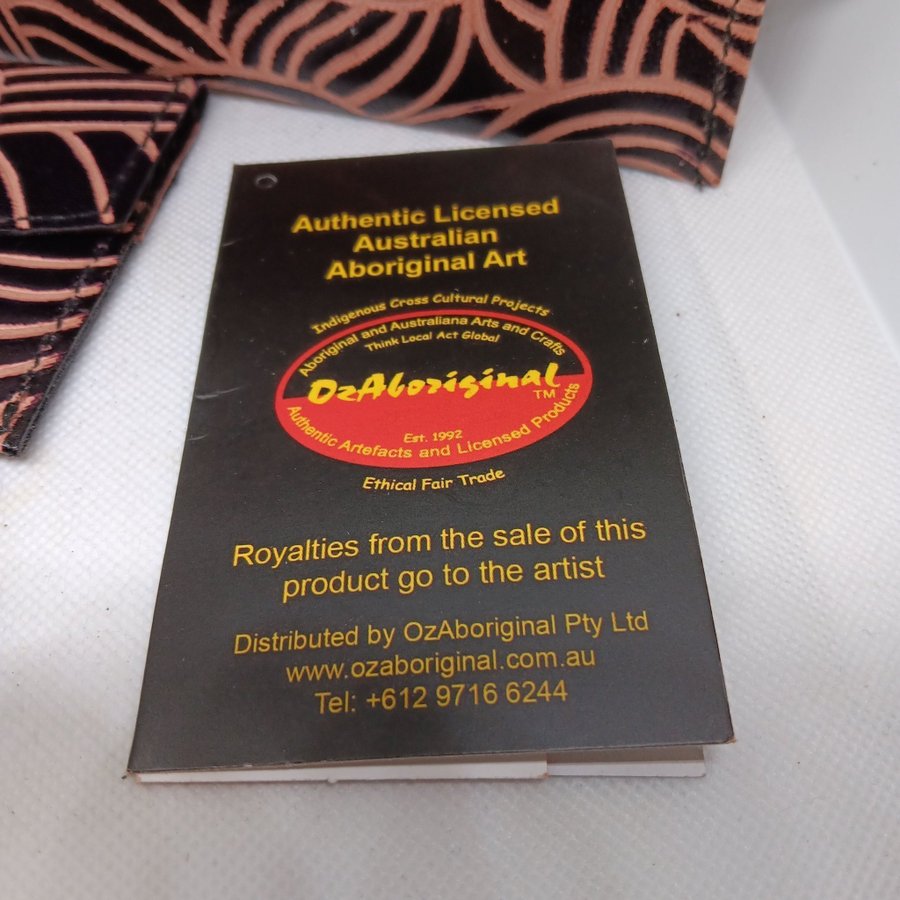 Authentic Licensed
Australian
Aboriginal Art
Indigenous Cross Cultural Projects
Aboriginal and Australiana Arts and Crafts
Think Local Act Global
OzAboriginal
TM
Est. 1992
Authentic Artefacts and Licensed Products
Ethical Fair Trade
Royalties from the sale of this
product go to the artist
Distributed by OzAboriginal Pty Ltd
www.ozaboriginal.com.au
Tel: +612 9716 6244